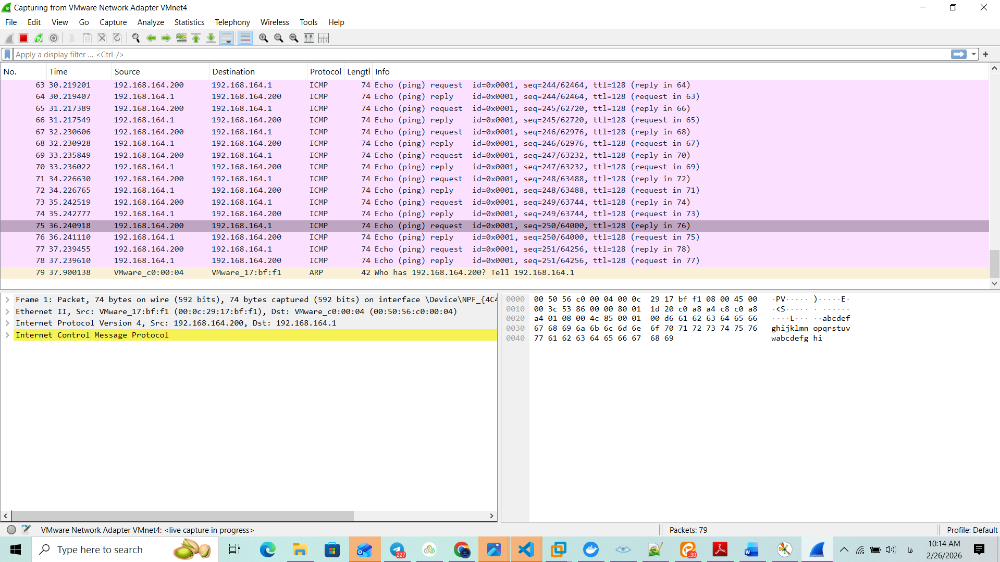 Capturing from VMware Network Adapter VMnet4
File Edit View Go Capture Analyze Statistics Telephony Wireless Tools Help
Apply a display filter ... <Ctrl-/>
No. Time Source Destination Protocol Length Info
63 30.219201 192.168.164.200 192.168.164.1 ICMP 74 Echo (ping) request id=0x0001, seq=244/62464, ttl=128 (reply in 64)
64 30.219407 192.168.164.1 192.168.164.200 ICMP 74 Echo (ping) reply id=0x0001, seq=244/62464, ttl=128 (request in 63)
65 31.217389 192.168.164.200 192.168.164.1 ICMP 74 Echo (ping) request id=0x0001, seq=245/62720, ttl=128 (reply in 66)
66 31.217549 192.168.164.1 192.168.164.200 ICMP 74 Echo (ping) reply id=0x0001, seq=245/62720, ttl=128 (request in 65)
67 32.230606 192.168.164.200 192.168.164.1 ICMP 74 Echo (ping) request id=0x0001, seq=246/62976, ttl=128 (reply in 68)
68 32.230928 192.168.164.1 192.168.164.200 ICMP 74 Echo (ping) reply id=0x0001, seq=246/62976, ttl=128 (request in 67)
69 33.235849 192.168.164.200 192.168.164.1 ICMP 74 Echo (ping) request id=0x0001, seq=247/63232, ttl=128 (reply in 70)
70 33.236022 192.168.164.1 192.168.164.200 ICMP 74 Echo (ping) reply id=0x0001, seq=247/63232, ttl=128 (request in 69)
71 34.226630 192.168.164.200 192.168.164.1 ICMP 74 Echo (ping) request id=0x0001, seq=248/63488, ttl=128 (reply in 72)
72 34.226765 192.168.164.1 192.168.164.200 ICMP 74 Echo (ping) reply id=0x0001, seq=248/63488, ttl=128 (request in 71)
73 35.242519 192.168.164.200 192.168.164.1 ICMP 74 Echo (ping) request id=0x0001, seq=249/63744, ttl=128 (reply in 74)
74 35.242777 192.168.164.1 192.168.164.200 ICMP 74 Echo (ping) reply id=0x0001, seq=249/63744, ttl=128 (request in 73)
75 36.240918 192.168.164.200 192.168.164.1 ICMP 74 Echo (ping) request id=0x0001, seq=250/64000, ttl=128 (reply in 76)
76 36.241110 192.168.164.1 192.168.164.200 ICMP 74 Echo (ping) reply id=0x0001, seq=250/64000, ttl=128 (request in 75)
77 37.239455 192.168.164.200 192.168.164.1 ICMP 74 Echo (ping) request id=0x0001, seq=251/64256, ttl=128 (reply in 78)
78 37.239610 192.168.164.1 192.168.164.200 ICMP 74 Echo (ping) reply id=0x0001, seq=251/64256, ttl=128 (request in 77)
79 37.900138 VMware_c0:00:04 VMware_17:bf:f1 ARP 42 Who has 192.168.164.200? Tell 192.168.164.1
Frame 1: Packet, 74 bytes on wire (592 bits), 74 bytes captured (592 bits) on interface \Device\NPF_{4C4
Ethernet II, Src: VMware_17:bf:f1 (00:0c:29:17:bf:f1), Dst: VMware_c0:00:04 (00:50:56:c0:00:04)
Internet Protocol Version 4, Src: 192.168.164.200, Dst: 192.168.164.1
Internet Control Message Protocol
0000 00 50 56 c0 00 04 00 0c 29 17 bf f1 08 00 45 00 ·PV····· )·····E·
0010 00 3c 53 86 00 00 80 01 1d 20 c0 a8 a4 c8 c0 a8 ·<S····· · ······
0020 a4 01 08 00 4c 85 00 01 00 d6 61 62 63 64 65 66 ····L··· ··abcdef
0030 67 68 69 6a 6b 6c 6d 6e 6f 70 71 72 73 74 75 76 ghijklmn opqrstuv
0040 77 61 62 63 64 65 66 67 68 69 wabcdefg hi
VMware Network Adapter VMnet4: <live capture in progress> Packets: 79 Profile: Default
Type here to search
227
.30
فا
10:14 AM
2/26/2026